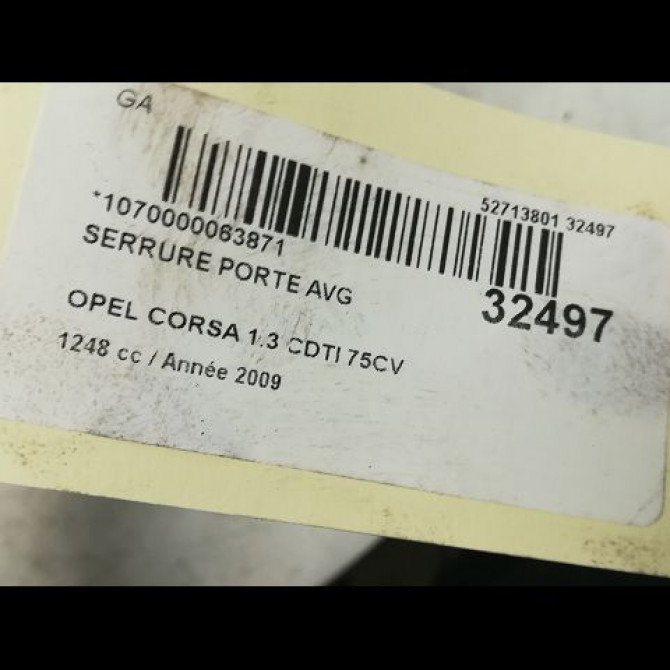 GA
52713801 32497
*1070000063871
32497
SERRURE PORTE AVG
OPEL CORSA 1.3 CDTI 75CV
1248 cc / Année 2009